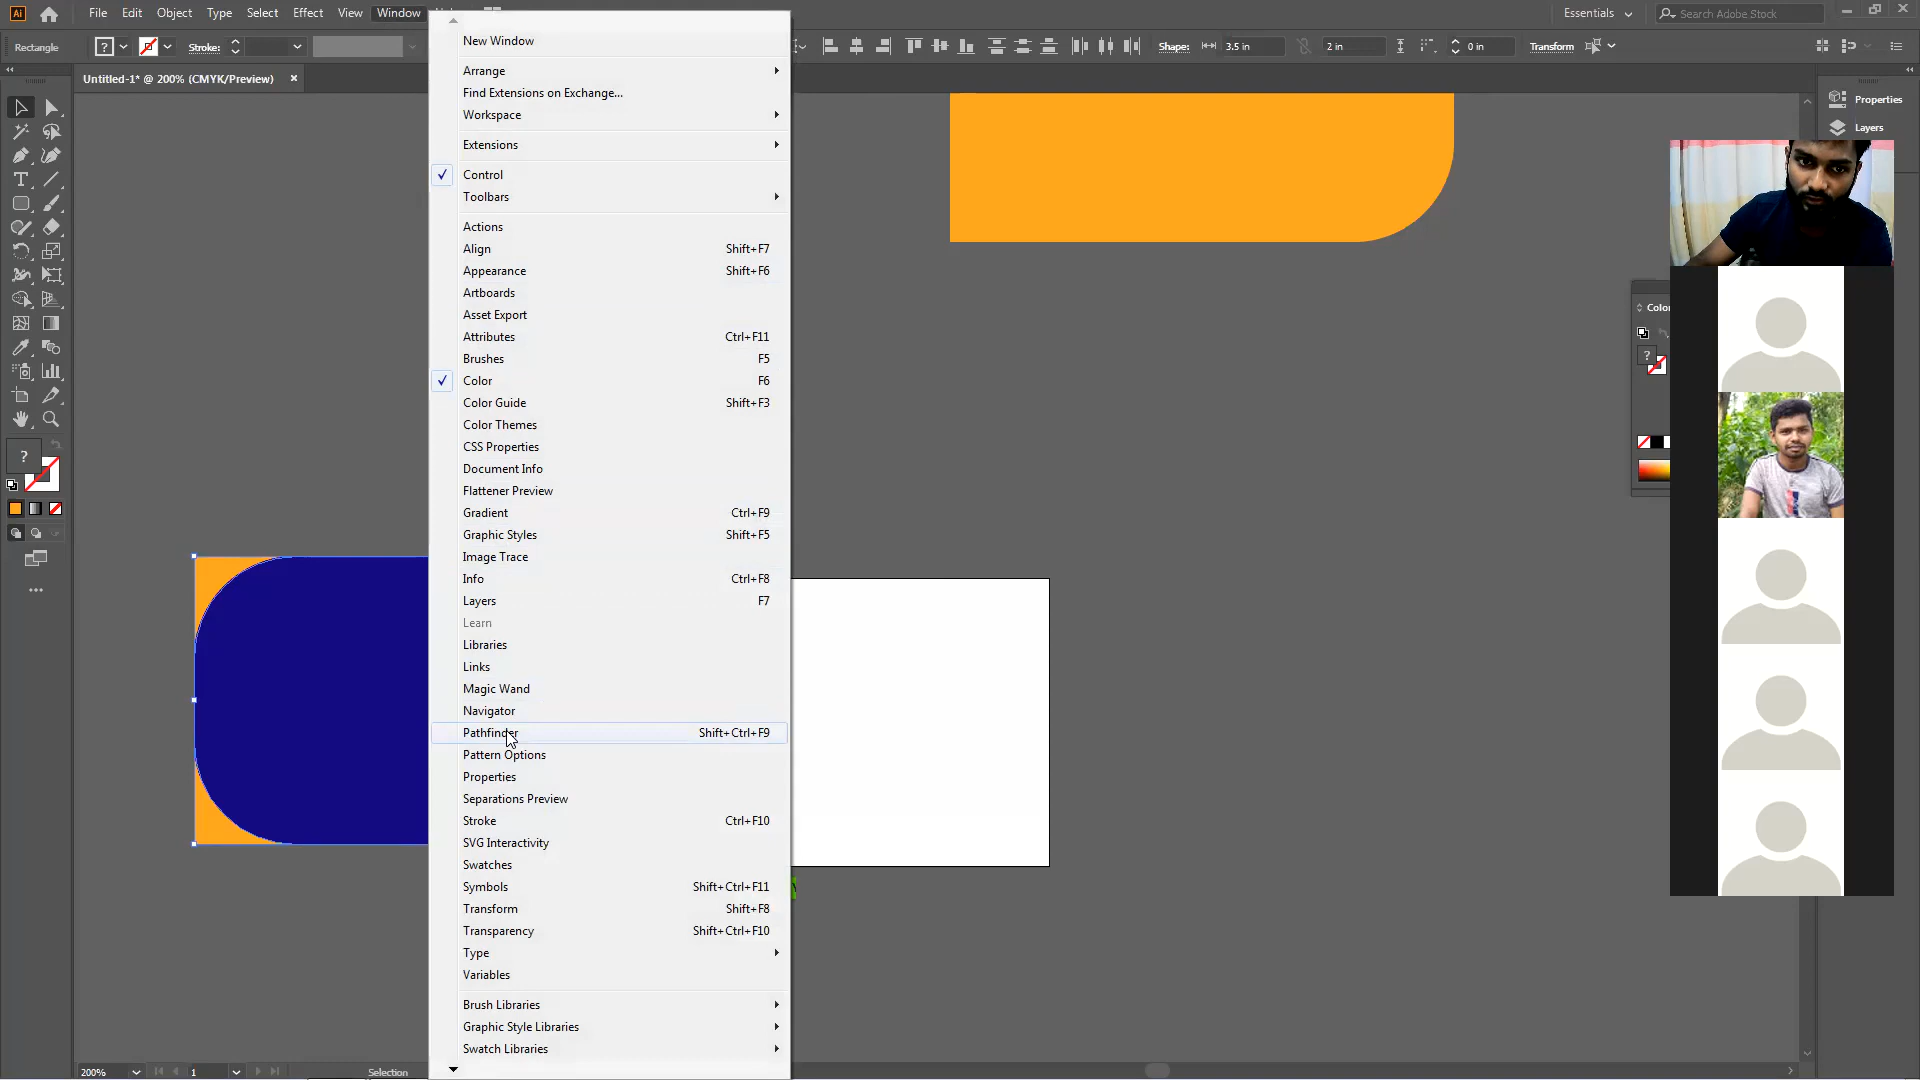 Ai
File Edit Object Type Select Effect View Window
Essentials
Search Adobe Stock
Rectangle
?
Stroke:
Shape:
3.5 in
2 in
0 in
Transform
Untitled-1* @ 200% (CMYK/Preview)
New Window
Arrange
Find Extensions on Exchange...
Workspace
Extensions
Control
Toolbars
Actions
Align Shift+F7
Appearance Shift+F6
Artboards
Asset Export
Attributes Ctrl+F11
Brushes F5
Color F6
Color Guide Shift+F3
Color Themes
CSS Properties
Document Info
Flattener Preview
Gradient Ctrl+F9
Graphic Styles Shift+F5
Image Trace
Info Ctrl+F8
Layers F7
Learn
Libraries
Links
Magic Wand
Navigator
Pathfinder Shift+Ctrl+F9
Pattern Options
Properties
Separations Preview
Stroke Ctrl+F10
SVG Interactivity
Swatches
Symbols Shift+Ctrl+F11
Transform Shift+F8
Transparency Shift+Ctrl+F10
Type
Variables
Brush Libraries
Graphic Style Libraries
Swatch Libraries
Properties
Layers
Color
?
?
200%
1
Selection